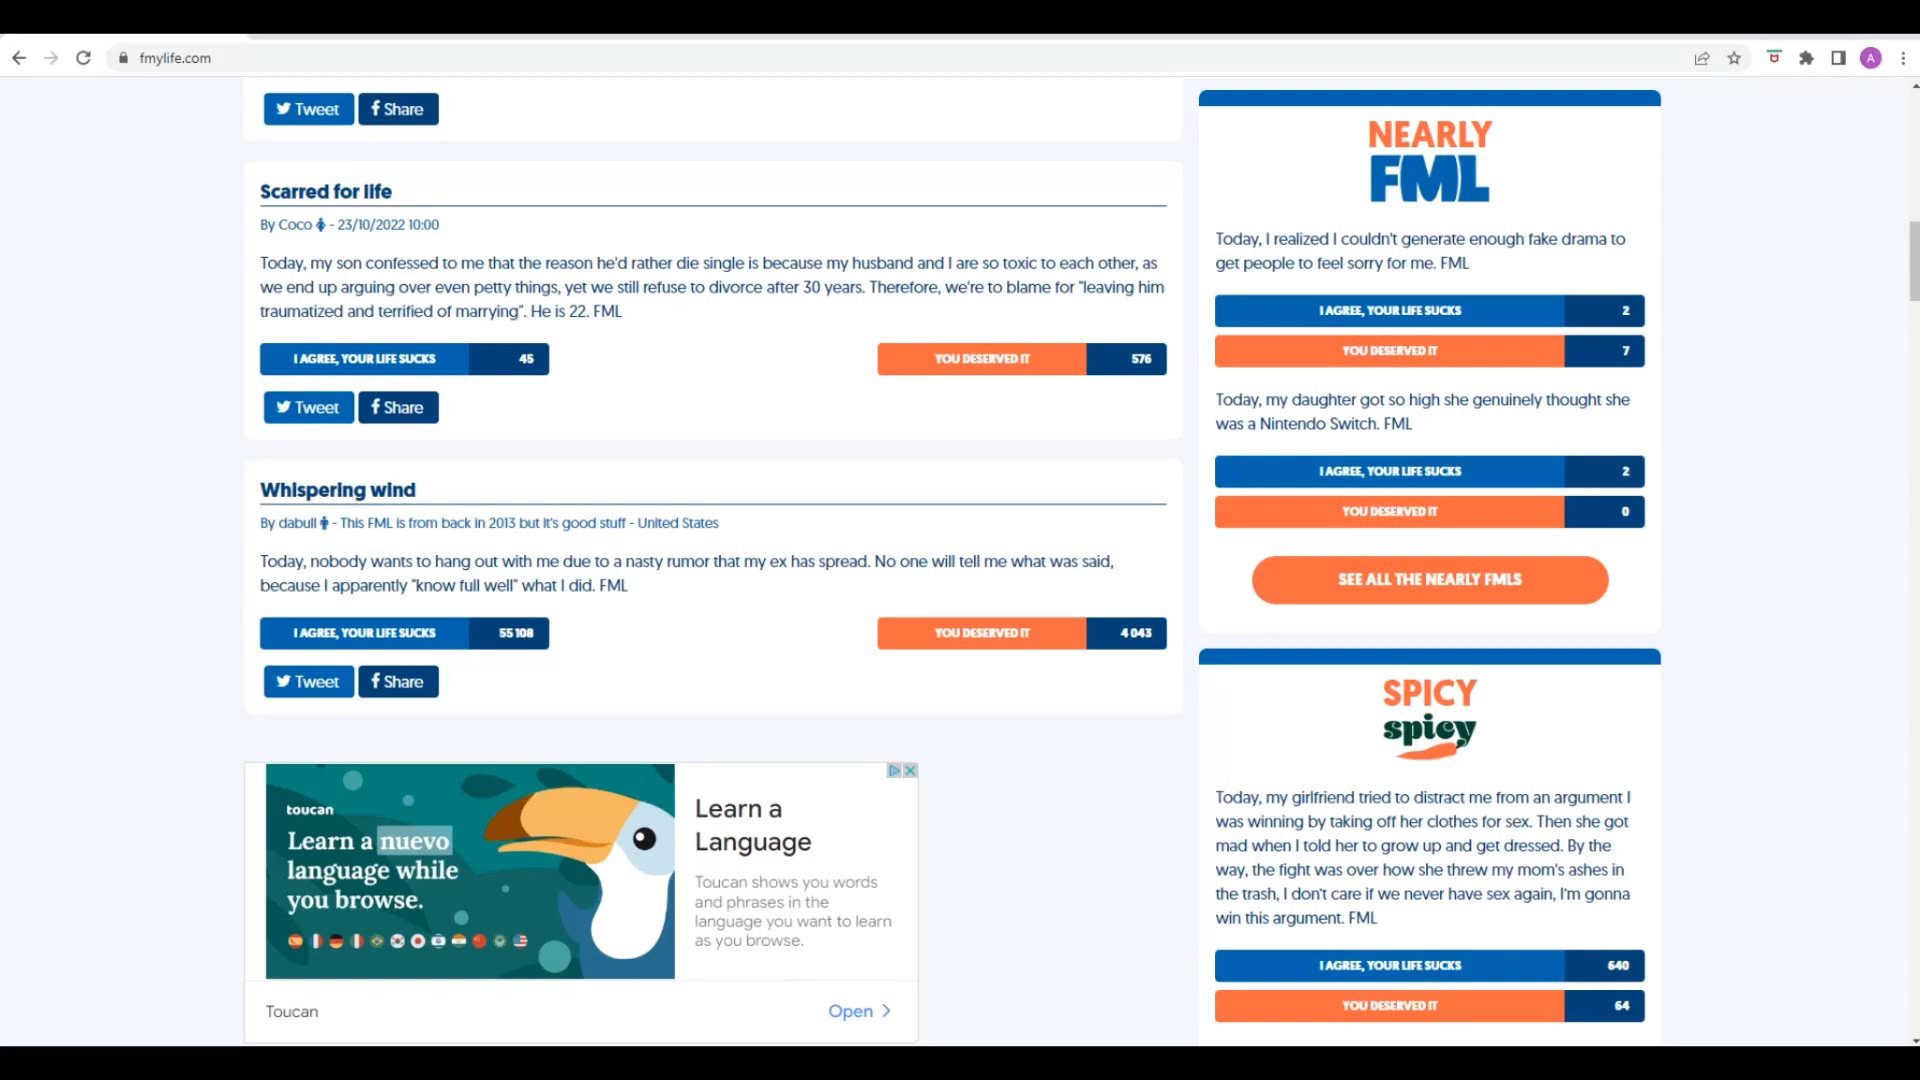 fmylife.com
A
Tweet
Share
Scarred for life
By Coco - 23/10/2022 10:00
Today, my son confessed to me that the reason he'd rather die single is because my husband and I are so toxic to each other, as
we end up arguing over even petty things, yet we still refuse to divorce after 30 years. Therefore, we're to blame for "leaving him
traumatized and terrified of marrying". He is 22. FML
I AGREE, YOUR LIFE SUCKS 45
YOU DESERVED IT 576
Tweet
Share
Whispering wind
By dabull - This FML is from back in 2013 but it's good stuff - United States
Today, nobody wants to hang out with me due to a nasty rumor that my ex has spread. No one will tell me what was said,
because I apparently "know full well" what I did. FML
I AGREE, YOUR LIFE SUCKS 55 108
YOU DESERVED IT 4 043
Tweet
Share
toucan
Learn a nuevo
language while
you browse.
Learn a
Language
Toucan shows you words
and phrases in the
language you want to learn
as you browse.
Toucan
Open
NEARLY
FML
Today, I realized I couldn't generate enough fake drama to
get people to feel sorry for me. FML
I AGREE, YOUR LIFE SUCKS 2
YOU DESERVED IT 7
Today, my daughter got so high she genuinely thought she
was a Nintendo Switch. FML
I AGREE, YOUR LIFE SUCKS 2
YOU DESERVED IT 0
SEE ALL THE NEARLY FMLS
SPICY
spicy
Today, my girlfriend tried to distract me from an argument I
was winning by taking off her clothes for sex. Then she got
mad when I told her to grow up and get dressed. By the
way, the fight was over how she threw my mom's ashes in
the trash, I don't care if we never have sex again, I'm gonna
win this argument. FML
I AGREE, YOUR LIFE SUCKS 640
YOU DESERVED IT 64